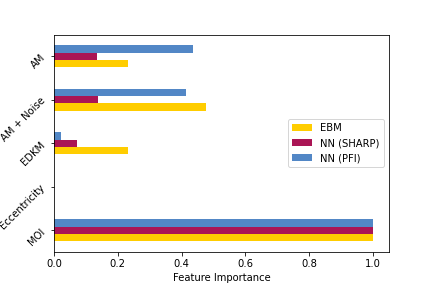 AM
AM + Noise
EDKM
Eccentricity
MOI
EBM
NN (SHARP)
NN (PFI)
0.0 0.2 0.4 0.6 0.8 1.0
Feature Importance